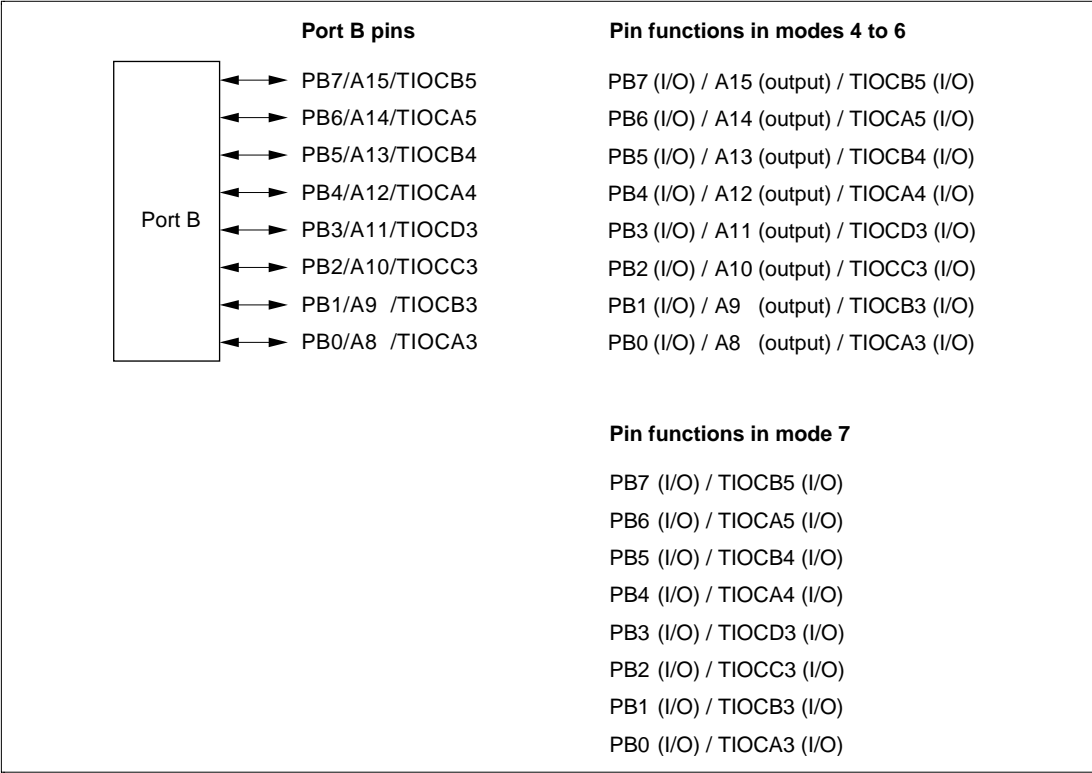 Port B pins
Pin functions in modes 4 to 6
Port B
PB7/A15/TIOCB5
PB7 (I/O) / A15 (output) / TIOCB5 (I/O)
PB6/A14/TIOCA5
PB6 (I/O) / A14 (output) / TIOCA5 (I/O)
PB5/A13/TIOCB4
PB5 (I/O) / A13 (output) / TIOCB4 (I/O)
PB4/A12/TIOCA4
PB4 (I/O) / A12 (output) / TIOCA4 (I/O)
PB3/A11/TIOCD3
PB3 (I/O) / A11 (output) / TIOCD3 (I/O)
PB2/A10/TIOCC3
PB2 (I/O) / A10 (output) / TIOCC3 (I/O)
PB1/A9 /TIOCB3
PB1 (I/O) / A9 (output) / TIOCB3 (I/O)
PB0/A8 /TIOCA3
PB0 (I/O) / A8 (output) / TIOCA3 (I/O)
Pin functions in mode 7
PB7 (I/O) / TIOCB5 (I/O)
PB6 (I/O) / TIOCA5 (I/O)
PB5 (I/O) / TIOCB4 (I/O)
PB4 (I/O) / TIOCA4 (I/O)
PB3 (I/O) / TIOCD3 (I/O)
PB2 (I/O) / TIOCC3 (I/O)
PB1 (I/O) / TIOCB3 (I/O)
PB0 (I/O) / TIOCA3 (I/O)